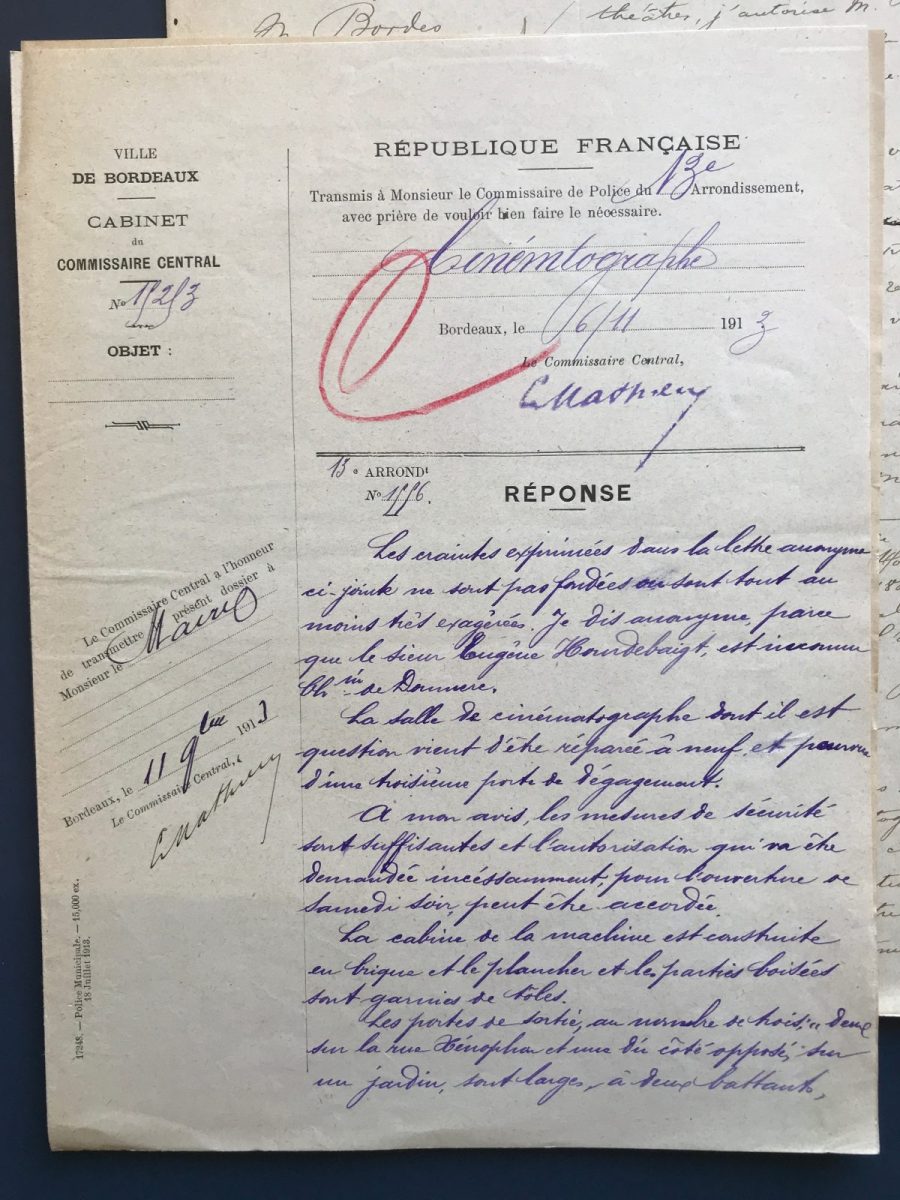 M. Bordes
théâtres, j'autorise M.
VILLE
DE BORDEAUX
CABINET
du
COMMISSAIRE CENTRAL
No
OBJET :
RÉPUBLIQUE FRANÇAISE
Transmis à Monsieur le Commissaire de Police du 13e Arrondissement,
avec prière de vouloir bien faire le nécessaire.
Cinémtographe
Bordeaux, le 6/11 1913
Le Commissaire Central,
13e ARRONDt
No
RÉPONSE
Les craintes exprimées dans la lettre anonyme
ci-jointe ne sont pas fondées ou sont tout au
moins três exagérées. Je dis anonyme, parce
que le sieur Eugène Hourdebaigt, est inconnu
Chin de Donnere.
La salle de cinématographe dont il est
question vient d'être réparée à neuf et pourvue
d'une troisième porte de dégagement.
A mon avis, les mesures de sécurité
sont suffisantes et l'autorisation qui va être
demandée incéssamment, pour l'ouverture de
samedi soir, peut être accordée.
La cabine de la machine est construite
en brique et le plancher et les parties boisées
sont garnies de tôles.
Les portes de sortie, au nombre de trois, deux
sur la rue Xénophon et une du côté opposé, sur
un jardin, sont larges, à deux battants,
Le Commissaire Central a l'honneur
de transmettre présent dossier à
Monsieur le Maire
Bordeaux, le 11 9bre 1913
Le Commissaire Central,
17248. — Police Municipale. — 15,000 ex.
18 Juillet 1913.